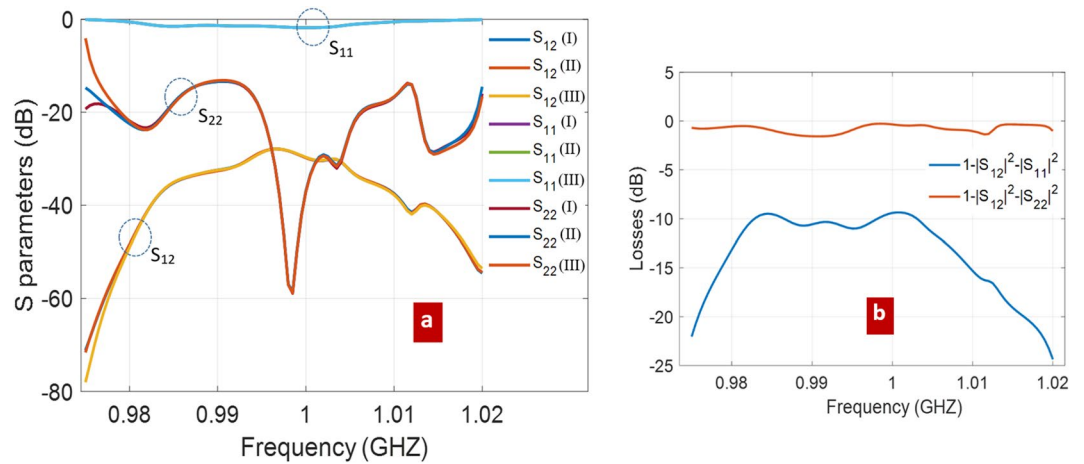 S parameters (dB)
0
-20
-40
-60
-80
0.98
0.99
1
1.01
1.02
Frequency (GHZ)
S11
S22
S12
S12 (I)
S12 (II)
S12 (III)
S11 (I)
S11 (II)
S11 (III)
S22 (I)
S22 (II)
S22 (III)
a
Losses (dB)
5
0
-5
-10
-15
-20
-25
0.98
0.99
1
1.01
1.02
Frequency (GHz)
1-|S12|²-|S11|²
1-|S12|²-|S22|²
b